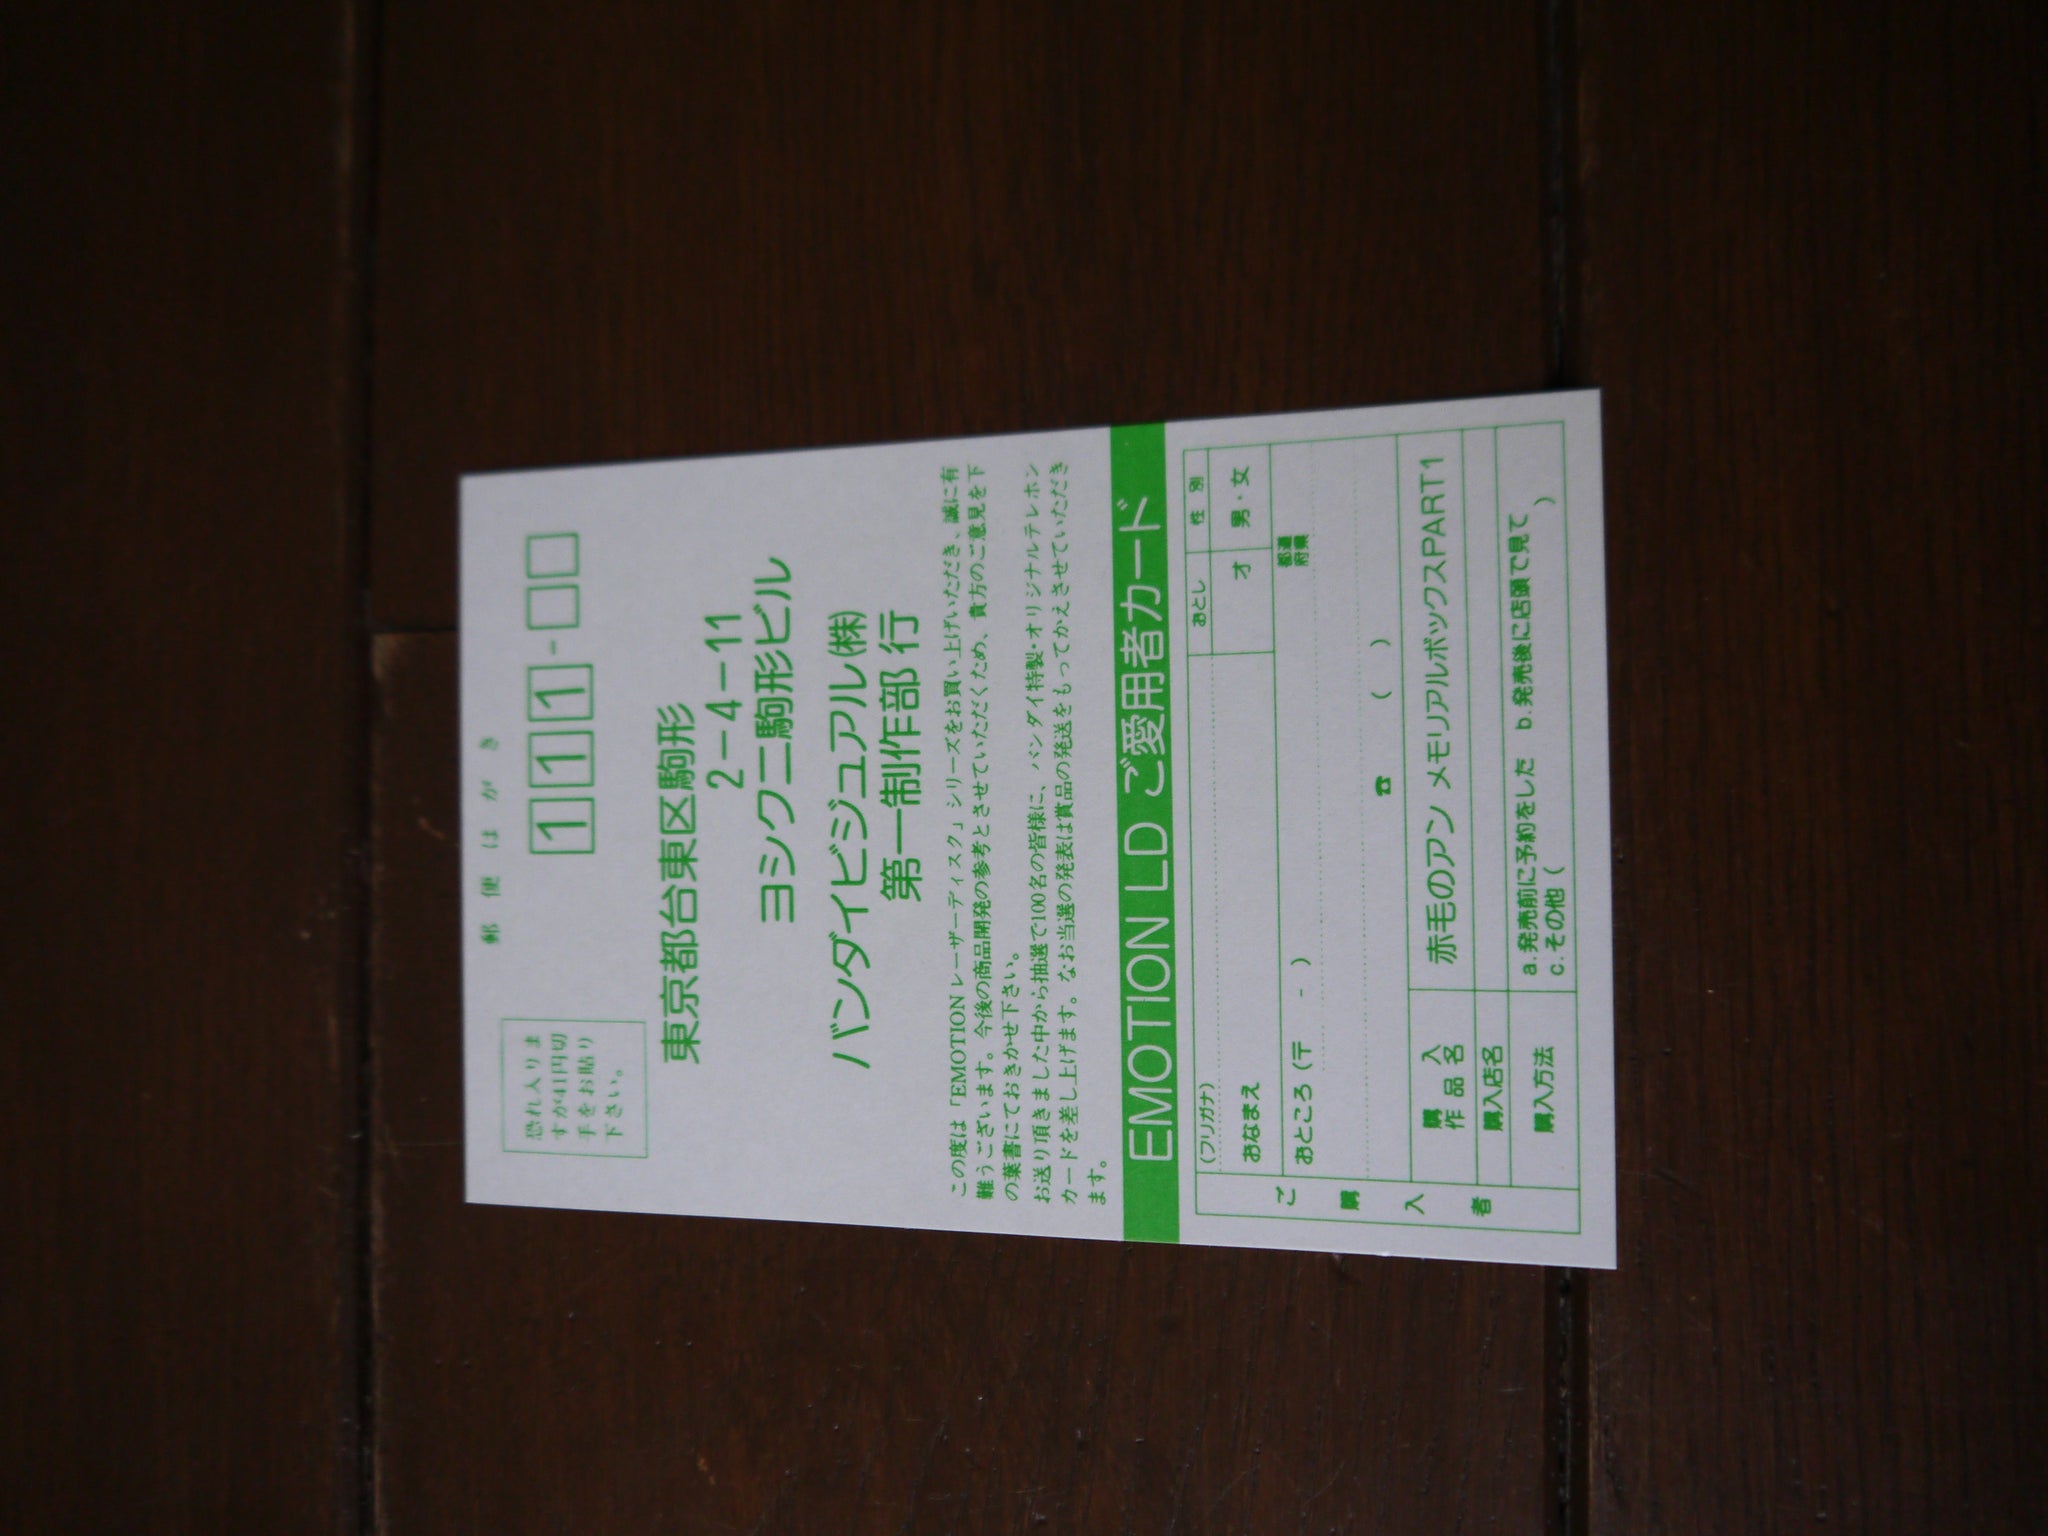 郵便はがき
恐れ入りま
すが41円切
手をお貼り
下さい。
111-
東京都台東区駒形
2-4-11
ヨシクニ駒形ビル
バンダイビジュアル(株)
第一制作部 行
この度は「EMOTIONレーザーディスク」シリーズをお買い上げいただき、誠に有
難うございます。今後の商品開発の参考とさせていただくため、貴方のご意見を下
の葉書にておきかせ下さい。
お送り頂きました中から抽選で100名の皆様に、バンダイ特製・オリジナルテレホン
カードを差し上げます。なお当選の発表は賞品の発送をもってかえさせていただき
ます。
EMOTION LD ご愛用者カード
ご購入者
(フリガナ)
おなまえ
おとし
才
性別
男・女
おところ(〒 - )
都道
府県
☎ ( )
購入
作品名
赤毛のアン メモリアルボックスPART1
購入店名
購入方法
a.発売前に予約をした b.発売後に店頭で見て
c.その他( )